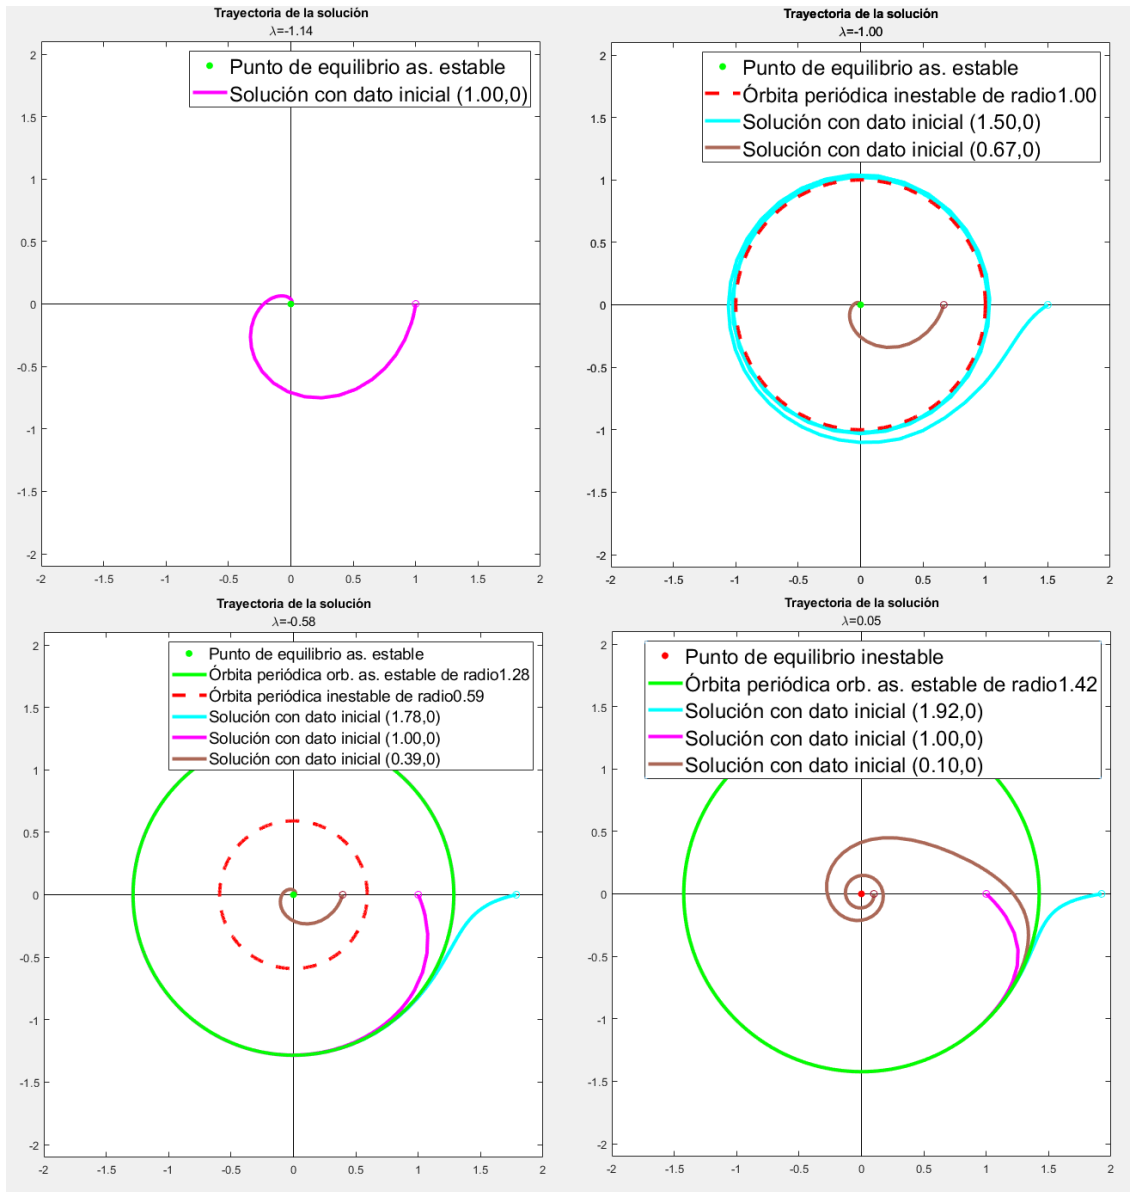 Trayectoria de la solución
λ=-1.14
Punto de equilibrio as. estable
Solución con dato inicial (1.00,0)
2
1.5
1
0.5
0
-0.5
-1
-1.5
-2
-2 -1.5 -1 -0.5 0 0.5 1 1.5 2
Trayectoria de la solución
λ=-1.00
Punto de equilibrio as. estable
Órbita periódica inestable de radio1.00
Solución con dato inicial (1.50,0)
Solución con dato inicial (0.67,0)
2
1.5
1
0.5
0
-0.5
-1
-1.5
-2
-2 -1.5 -1 -0.5 0 0.5 1 1.5 2
Trayectoria de la solución
λ=-0.58
Punto de equilibrio as. estable
Órbita periódica orb. as. estable de radio1.28
Órbita periódica inestable de radio0.59
Solución con dato inicial (1.78,0)
Solución con dato inicial (1.00,0)
Solución con dato inicial (0.39,0)
2
1.5
1
0.5
0
-0.5
-1
-1.5
-2
-2 -1.5 -1 -0.5 0 0.5 1 1.5 2
Trayectoria de la solución
λ=0.05
Punto de equilibrio inestable
Órbita periódica orb. as. estable de radio1.42
Solución con dato inicial (1.92,0)
Solución con dato inicial (1.00,0)
Solución con dato inicial (0.10,0)
2
1.5
1
0.5
0
-0.5
-1
-1.5
-2
-2 -1.5 -1 -0.5 0 0.5 1 1.5 2